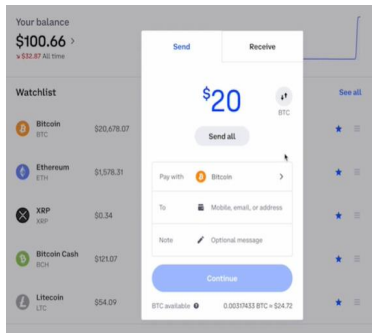 Your balance
$100.66 >
↘$32.87 All time
Send Receive
Watchlist
See all
$20
BTC
Send all
Bitcoin
BTC
$20,678.07
Ethereum
ETH
$1,578.31
XRP
XRP
$0.34
Bitcoin Cash
BCH
$121.07
Litecoin
LTC
$54.09
Pay with Bitcoin >
To Mobile, email, or address
Note Optional message
Continue
BTC available 0.00317433 BTC ≈ $24.72